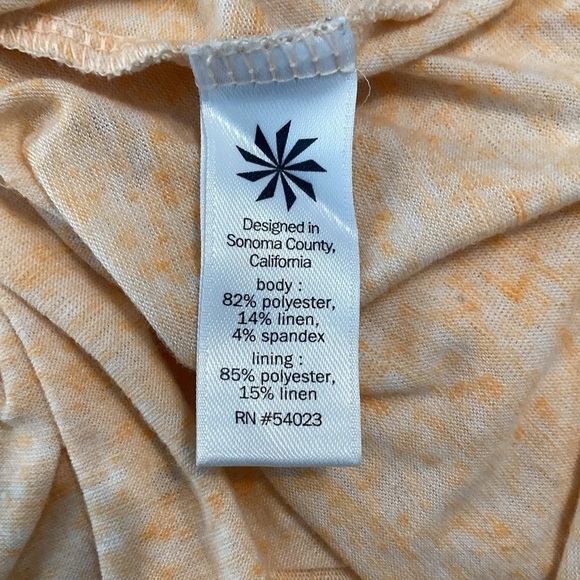 Designed in
Sonoma County,
California
body :
82% polyester,
14% linen,
4% spandex
lining :
85% polyester,
15% linen
RN #54023